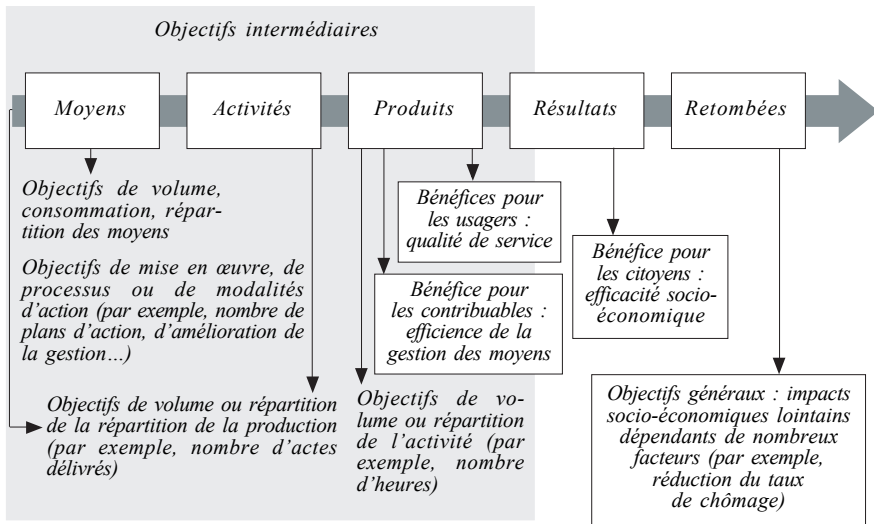 Objectifs intermédiaires
Moyens
Activités
Produits
Résultats
Retombées
Objectifs de volume,
consommation, répar-
tition des moyens
Objectifs de mise en œuvre, de
processus ou de modalités
d'action (par exemple, nombre de
plans d'action, d'amélioration de
la gestion…)
Objectifs de volume ou répartition
de la répartition de la production
(par exemple, nombre d'actes
délivrés)
Bénéfices pour
les usagers :
qualité de service
Bénéfice pour
les contribuables :
efficience de la
gestion des moyens
Objectifs de vo-
lume ou répartition
de l'activité (par
exemple, nombre
d'heures)
Bénéfice pour
les citoyens :
efficacité socio-
économique
Objectifs généraux : impacts
socio-économiques lointains
dépendants de nombreux
facteurs (par exemple,
réduction du taux
de chômage)